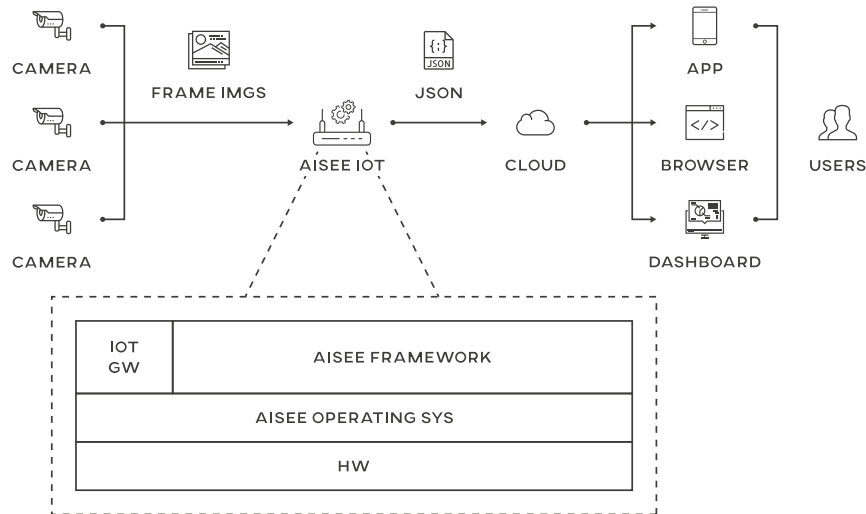 CAMERA
CAMERA
CAMERA
FRAME IMGS
AISEE IOT
{;}
JSON
JSON
CLOUD
APP
</>
BROWSER
DASHBOARD
USERS
IOT
GW
AISEE FRAMEWORK
AISEE OPERATING SYS
HW